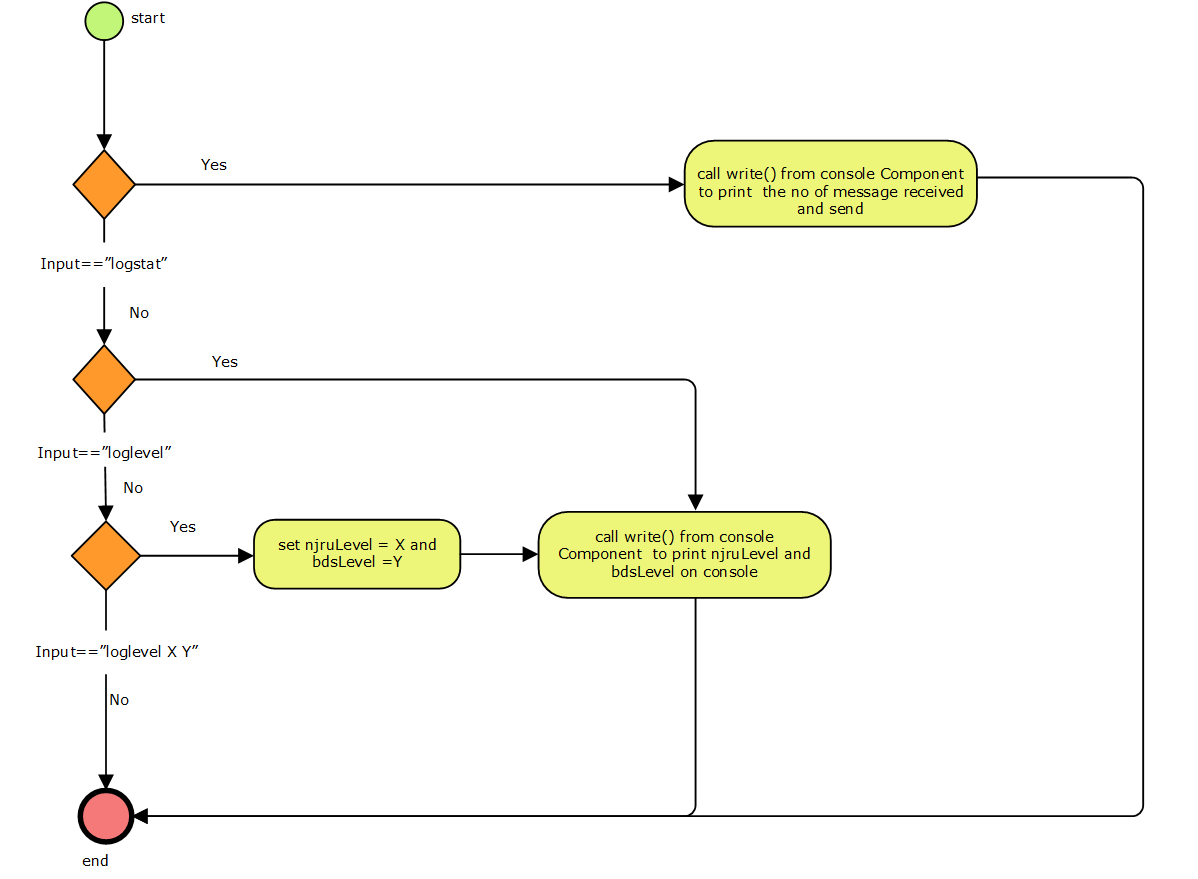 start
Yes
call write() from console Component
to print  the no of message received
and send
Input==”logstat”
No
Yes
Input==”loglevel”
No
Yes
set njruLevel = X and
bdsLevel =Y
call write() from console
Component  to print njruLevel and
bdsLevel on console
Input==”loglevel X Y”
No
end